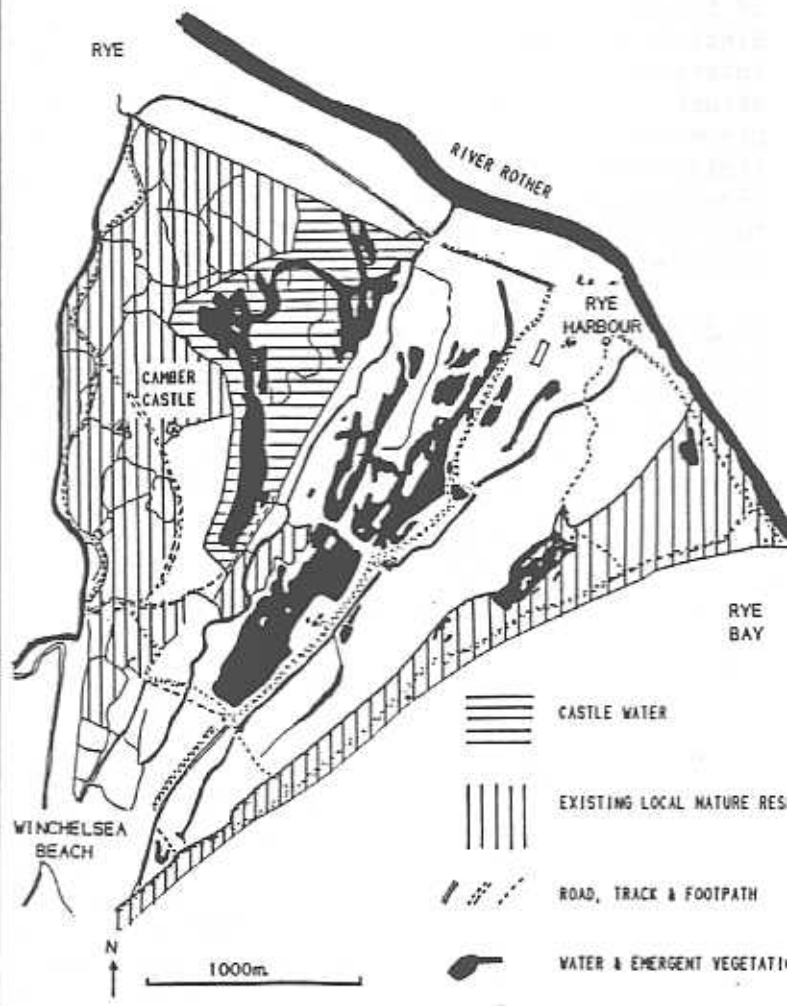 RYE
RIVER ROTHER
RYE
HARBOUR
CAMBER
CASTLE
RYE
BAY
CASTLE WATER
EXISTING LOCAL NATURE RES
WINCHELSEA
BEACH
ROAD, TRACK & FOOTPATH
N
1000m.
WATER & EMERGENT VEGETATIO